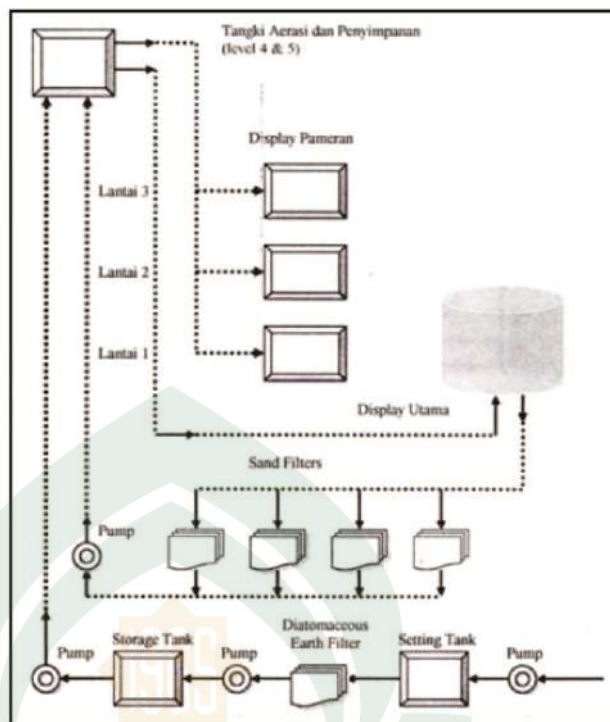 Tangki Aerasi dan Penyimpanan
(level 4 & 5)
Display Pameran
Lantai 3
Lantai 2
Lantai 1
Display Utama
Sand Filters
Pump
Diatomaceous
Earth Filter
Storage Tank
Setting Tank
Pump
Pump
Pump